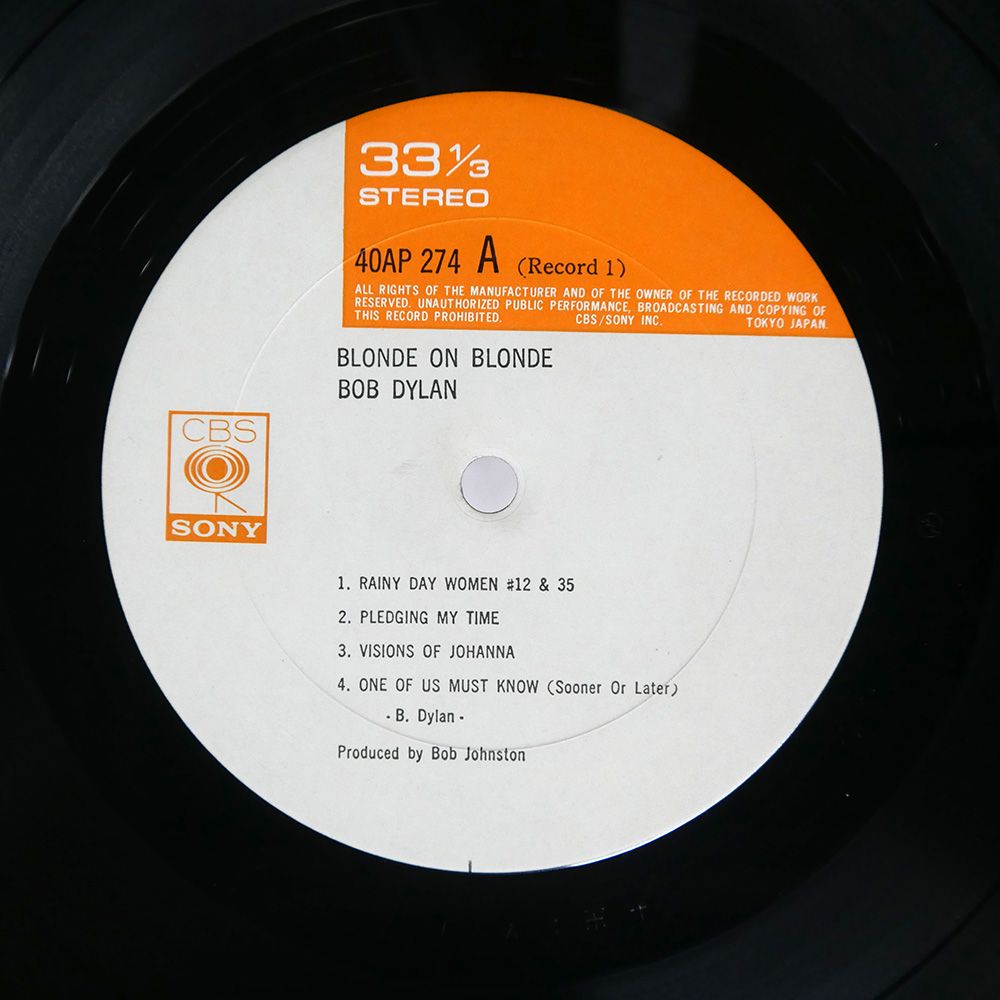 33 1/3
STEREO
40AP 274 A (Record 1)
ALL RIGHTS OF THE MANUFACTURER AND OF THE OWNER OF THE RECORDED WORK
RESERVED. UNAUTHORIZED PUBLIC PERFORMANCE, BROADCASTING AND COPYING OF
THIS RECORD PROHIBITED. CBS/SONY INC. TOKYO JAPAN.
BLONDE ON BLONDE
BOB DYLAN
CBS
SONY
1. RAINY DAY WOMEN #12 & 35
2. PLEDGING MY TIME
3. VISIONS OF JOHANNA
4. ONE OF US MUST KNOW (Sooner Or Later)
- B. Dylan -
Produced by Bob Johnston